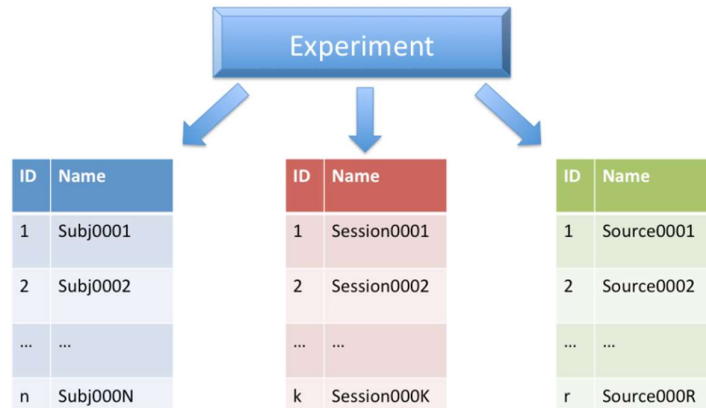 Experiment
ID Name
1 Subj0001
2 Subj0002
... ...
n Subj000N
ID Name
1 Session0001
2 Session0002
... ...
k Session000K
ID Name
1 Source0001
2 Source0002
... ...
r Source000R